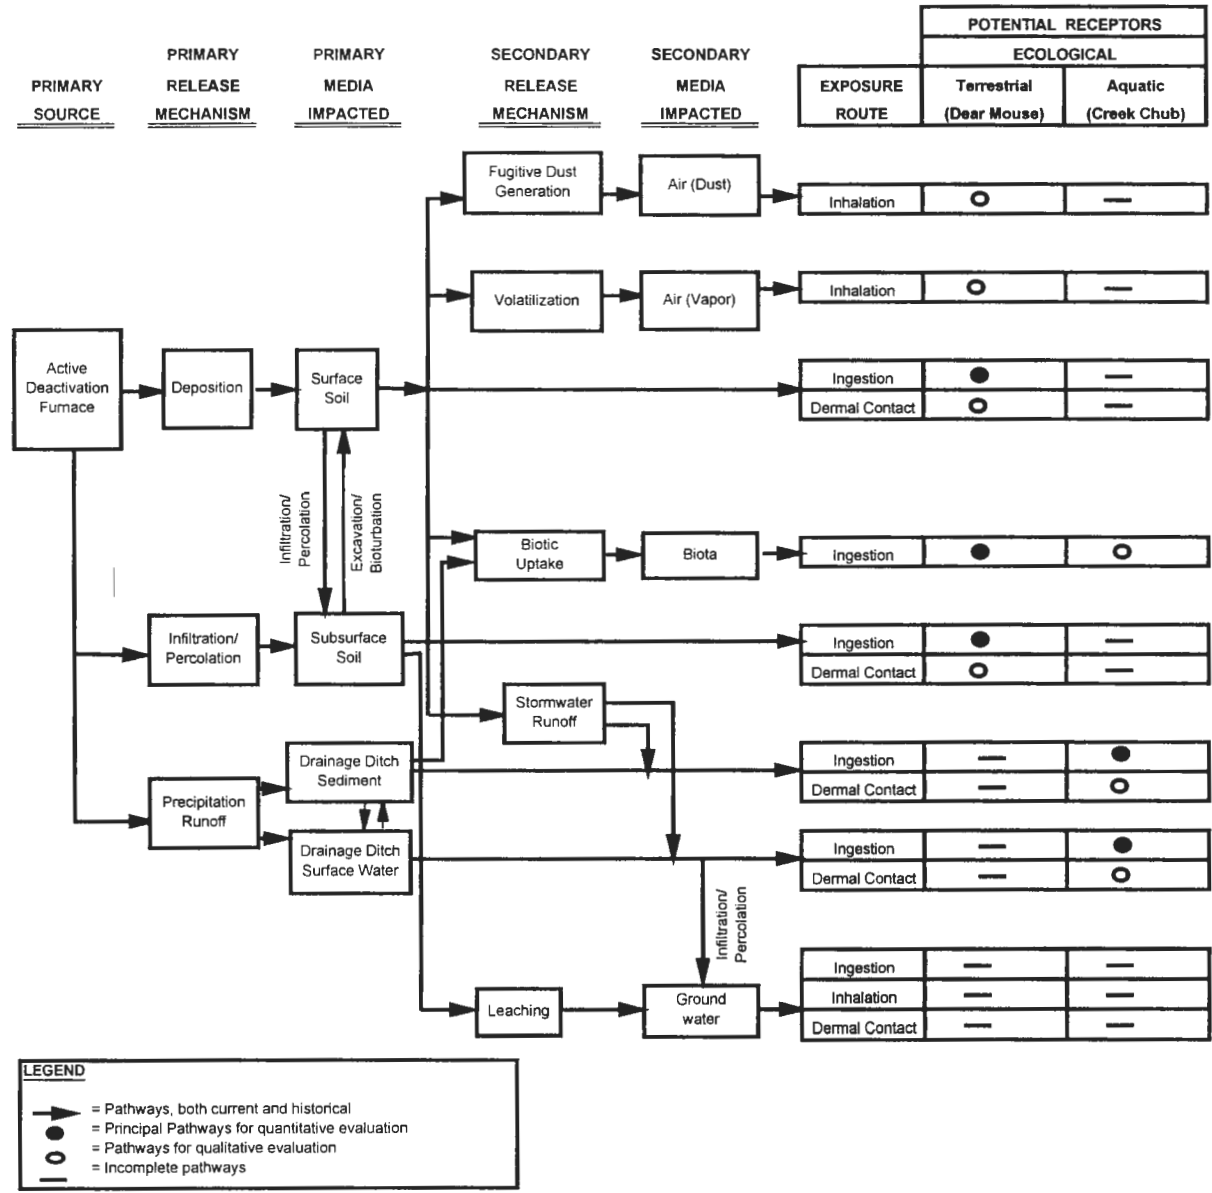 POTENTIAL RECEPTORS
ECOLOGICAL
PRIMARY
SOURCE
PRIMARY
RELEASE
MECHANISM
PRIMARY
MEDIA
IMPACTED
SECONDARY
RELEASE
MECHANISM
SECONDARY
MEDIA
IMPACTED
EXPOSURE
ROUTE
Terrestrial
(Dear Mouse)
Aquatic
(Creek Chub)
Fugitive Dust
Generation
Air (Dust)
Inhalation
Volatilization
Air (Vapor)
Inhalation
Active
Deactivation
Furnace
Deposition
Surface
Soil
Ingestion
Dermal Contact
Infiltration/
Percolation
Excavation/
Bioturbation
Biotic
Uptake
Biota
Ingestion
Infiltration/
Percolation
Subsurface
Soil
Ingestion
Dermal Contact
Stormwater
Runoff
Drainage Ditch
Sediment
Ingestion
Dermal Contact
Precipitation
Runoff
Drainage Ditch
Surface Water
Ingestion
Dermal Contact
Infiltration/
Percolation
Leaching
Ground
water
Ingestion
Inhalation
Dermal Contact
LEGEND
= Pathways, both current and historical
= Principal Pathways for quantitative evaluation
= Pathways for qualitative evaluation
= Incomplete pathways